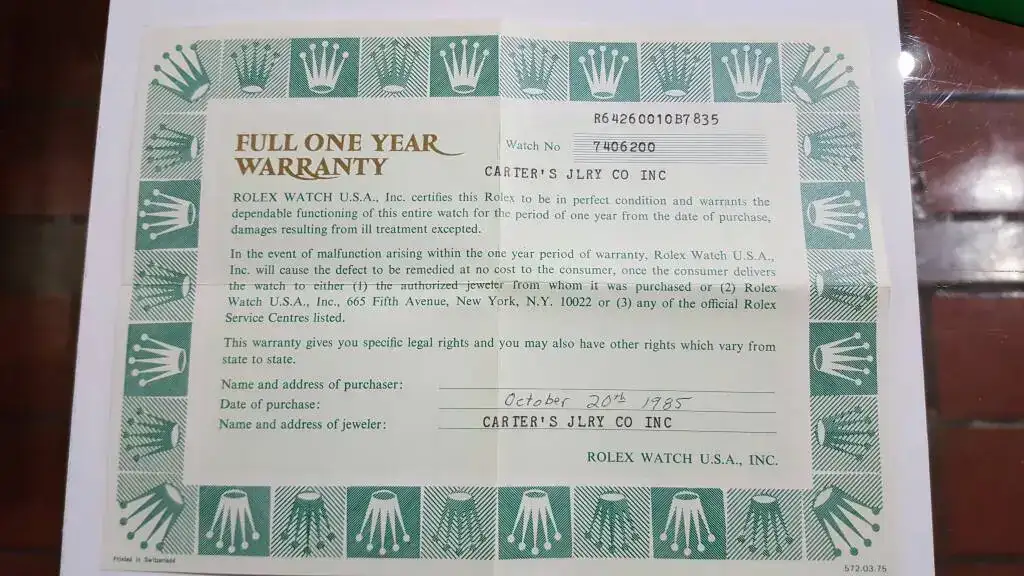 R64260010B7835
FULL ONE YEAR
Watch No 7406200
WARRANTY
CARTER'S JLRY CO INC
ROLEX WATCH U.S.A., Inc. certifies this Rolex to be in perfect condition and warrants the
dependable functioning of this entire watch for the period of one year from the date of purchase,
damages resulting from ill treatment excepted.
In the event of malfunction arising within the one year period of warranty, Rolex Watch U.S.A.,
Inc. will cause the defect to be remedied at no cost to the consumer, once the consumer delivers
the watch to either (1) the authorized jeweler from whom it was purchased or (2) Rolex
Watch U.S.A., Inc., 665 Fifth Avenue, New York, N.Y. 10022 or (3) any of the official Rolex
Service Centres listed.
This warranty gives you specific legal rights and you may also have other rights which vary from
state to state.
Name and address of purchaser:
Date of purchase: October 20th 1985
Name and address of jeweler: CARTER'S JLRY CO INC
ROLEX WATCH U.S.A., INC.
Printed in Switzerland
572.03.75